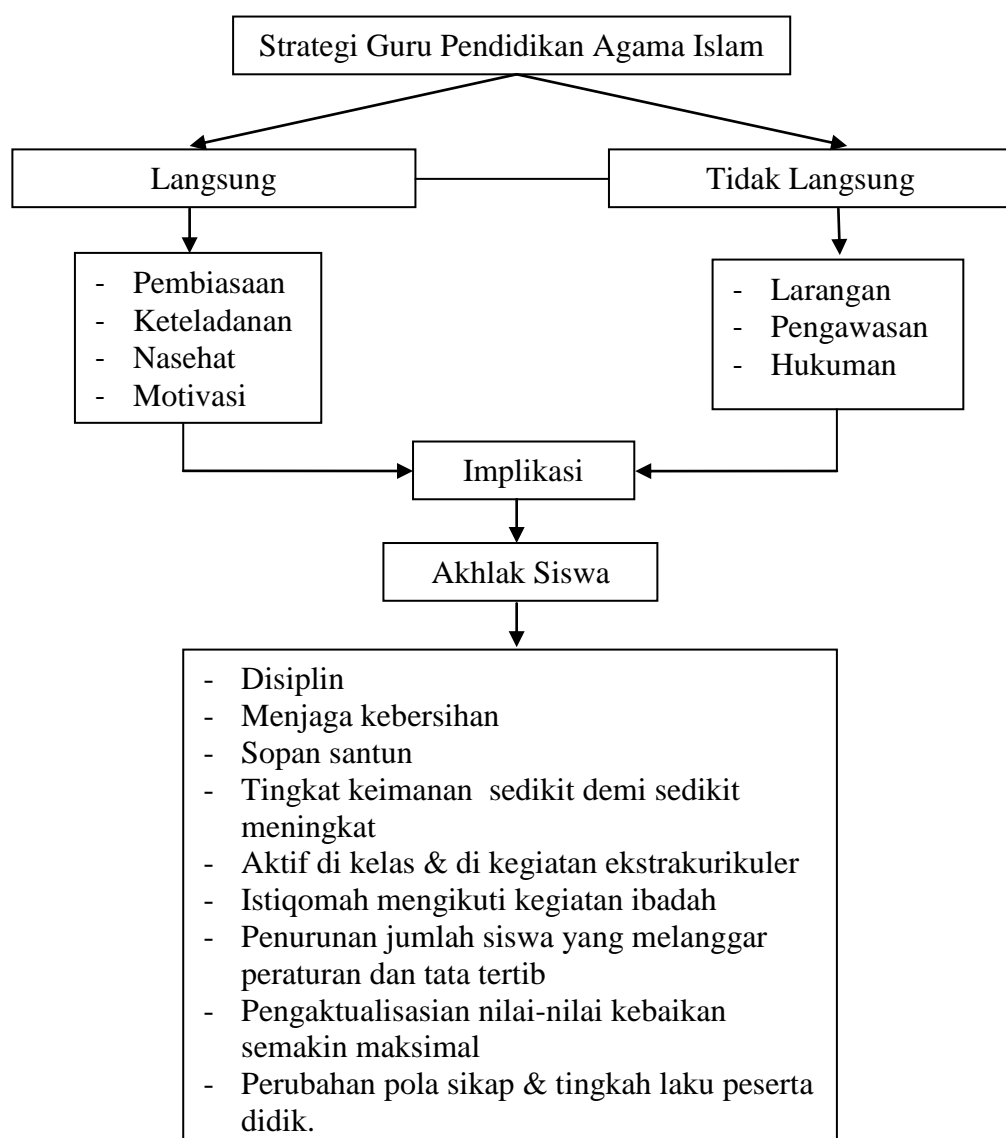 Strategi Guru Pendidikan Agama Islam
Langsung
Tidak Langsung
- Pembiasaan
- Keteladanan
- Nasehat
- Motivasi
- Larangan
- Pengawasan
- Hukuman
Implikasi
Akhlak Siswa
- Disiplin
- Menjaga kebersihan
- Sopan santun
- Tingkat keimanan sedikit demi sedikit
meningkat
- Aktif di kelas & di kegiatan ekstrakurikuler
- Istiqomah mengikuti kegiatan ibadah
- Penurunan jumlah siswa yang melanggar
peraturan dan tata tertib
- Pengaktualisasian nilai-nilai kebaikan
semakin maksimal
- Perubahan pola sikap & tingkah laku peserta
didik.